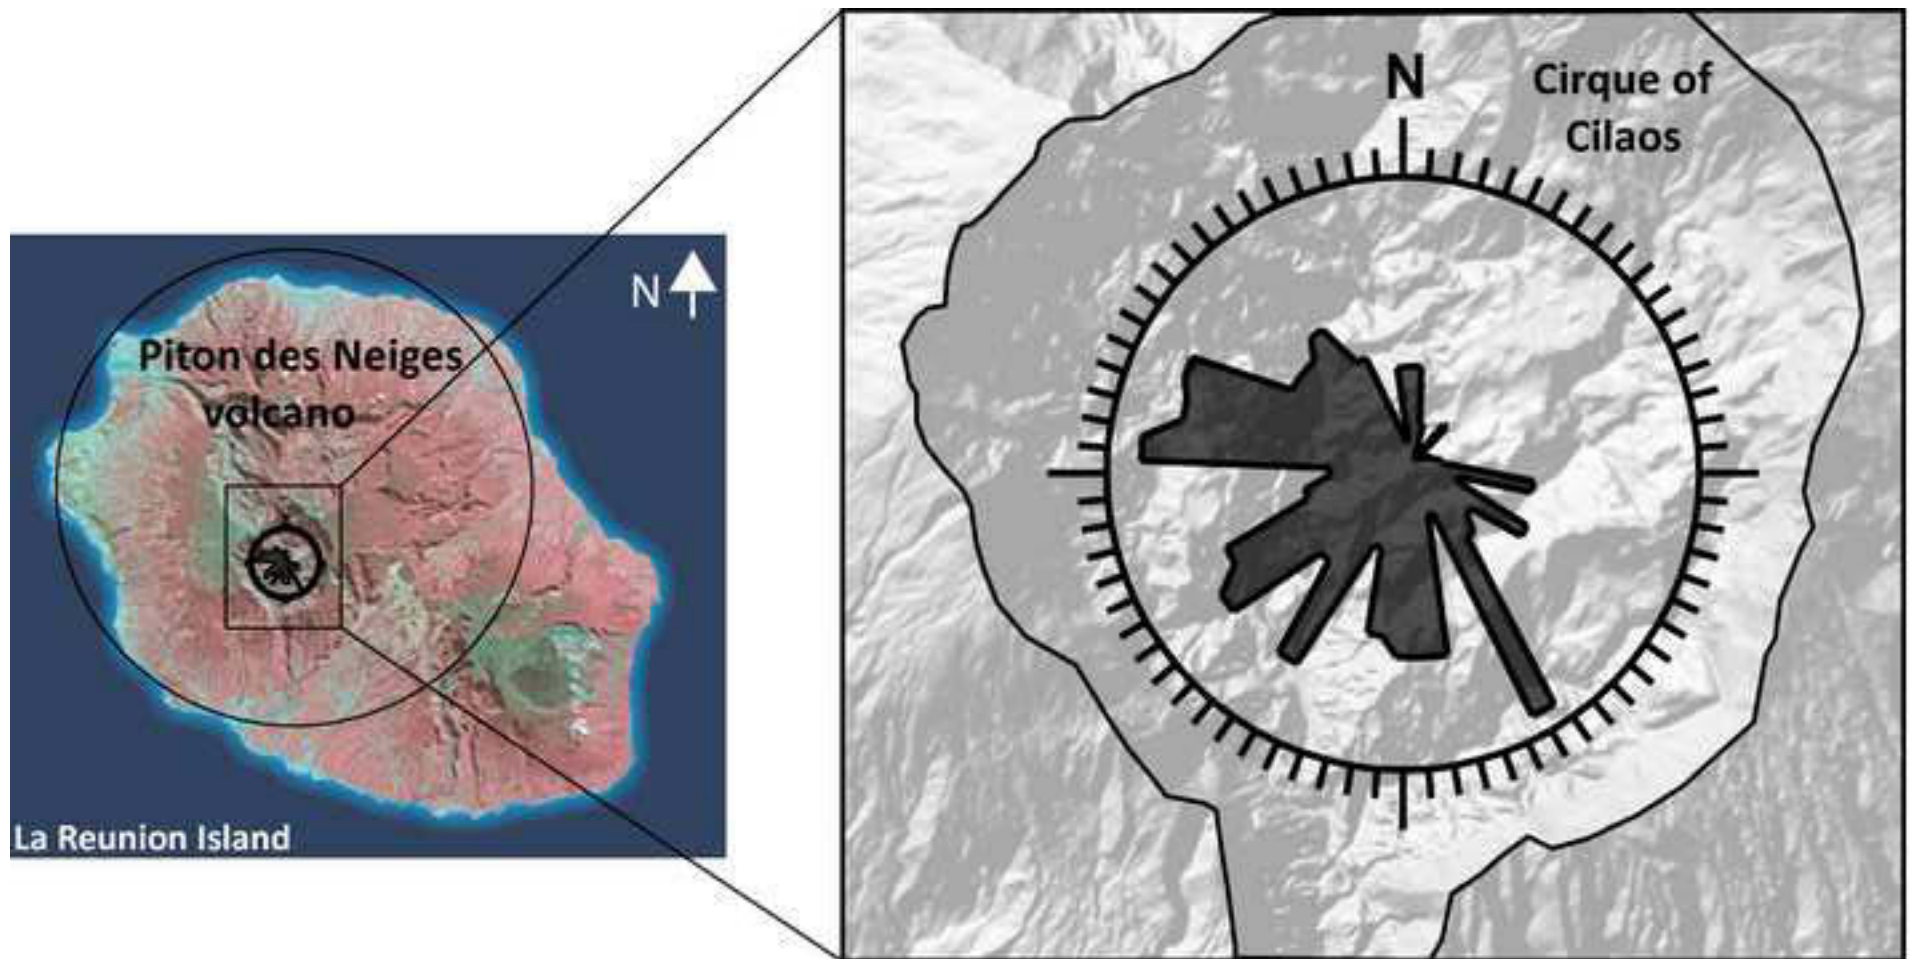 N
Piton des Neiges
volcano
La Reunion Island
N
Cirque of
Cilaos